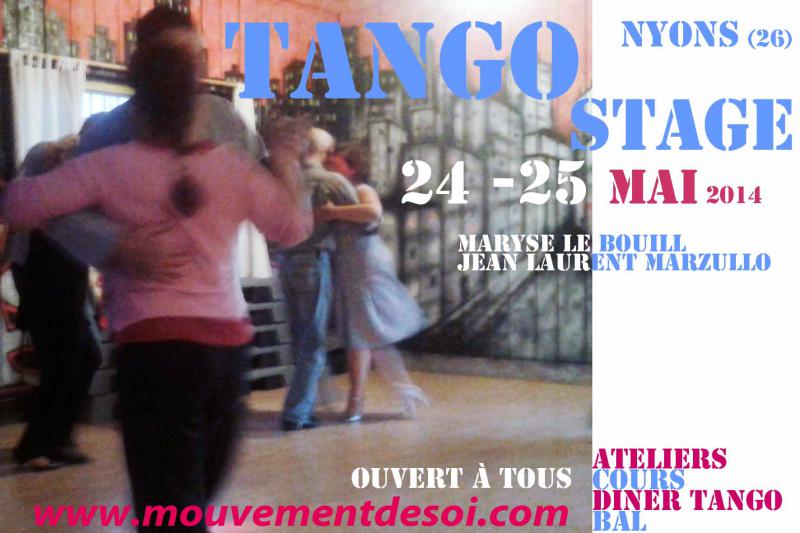 TANGO
NYONS (26)
STAGE
24 -25 MAI 2014
MARYSE LE BOUILL
JEAN LAURENT MARZULLO
OUVERT À TOUS
ATELIERS
COURS
DINER TANGO
BAL
www.mouvementdesoi.com